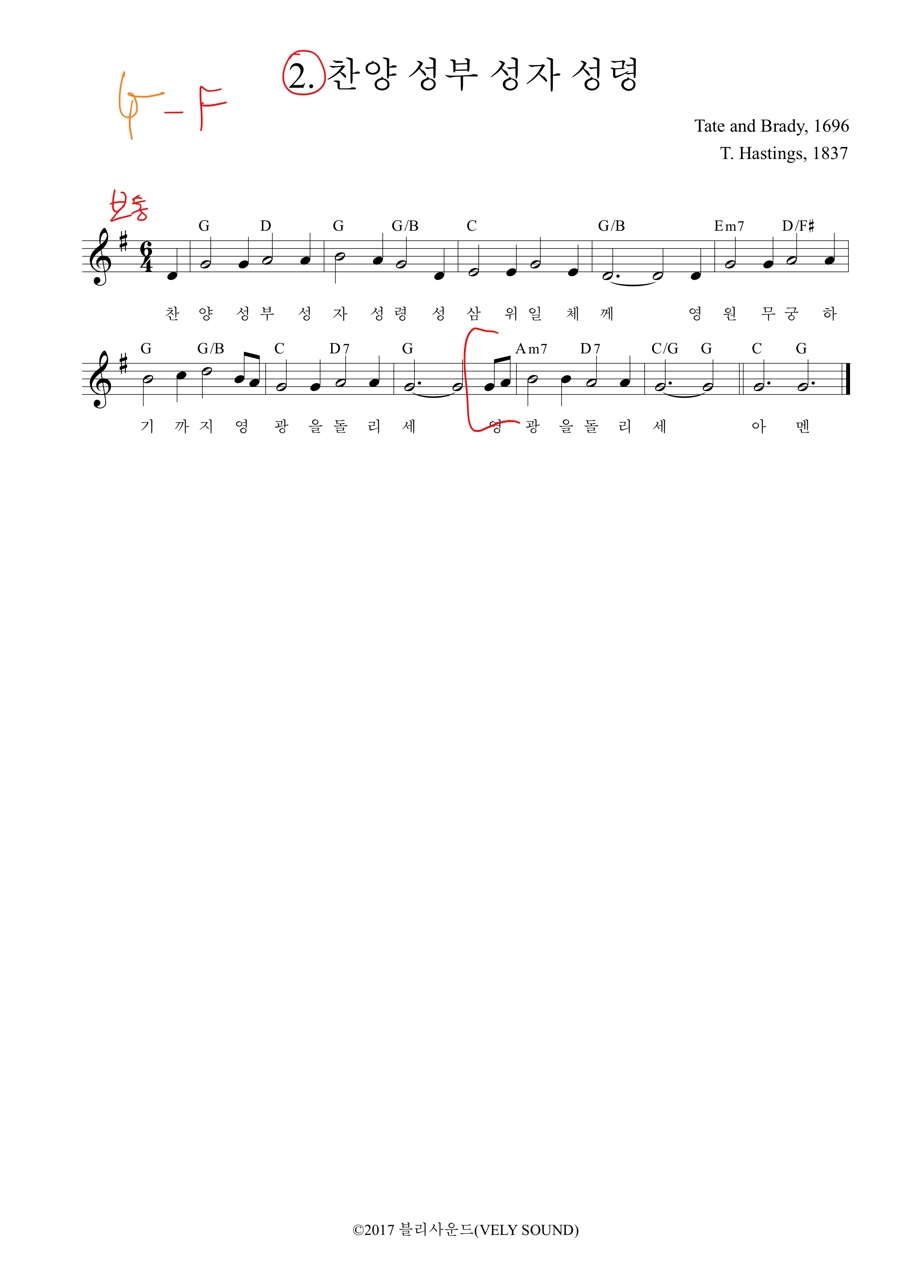 2. 찬양 성부 성자 성령
G - F
Tate and Brady, 1696
T. Hastings, 1837
보통
G D G G/B C G/B Em7 D/F♯
6
4
찬 양 성 부 성 자 성 령 성 삼 위 일 체 께 영 원 무 궁 하
G G/B C D7 G Am7 D7 C/G G C G
기 까 지 영 광 을 돌 리 세 영 광 을 돌 리 세 아 멘
©2017 블리사운드(VELY SOUND)